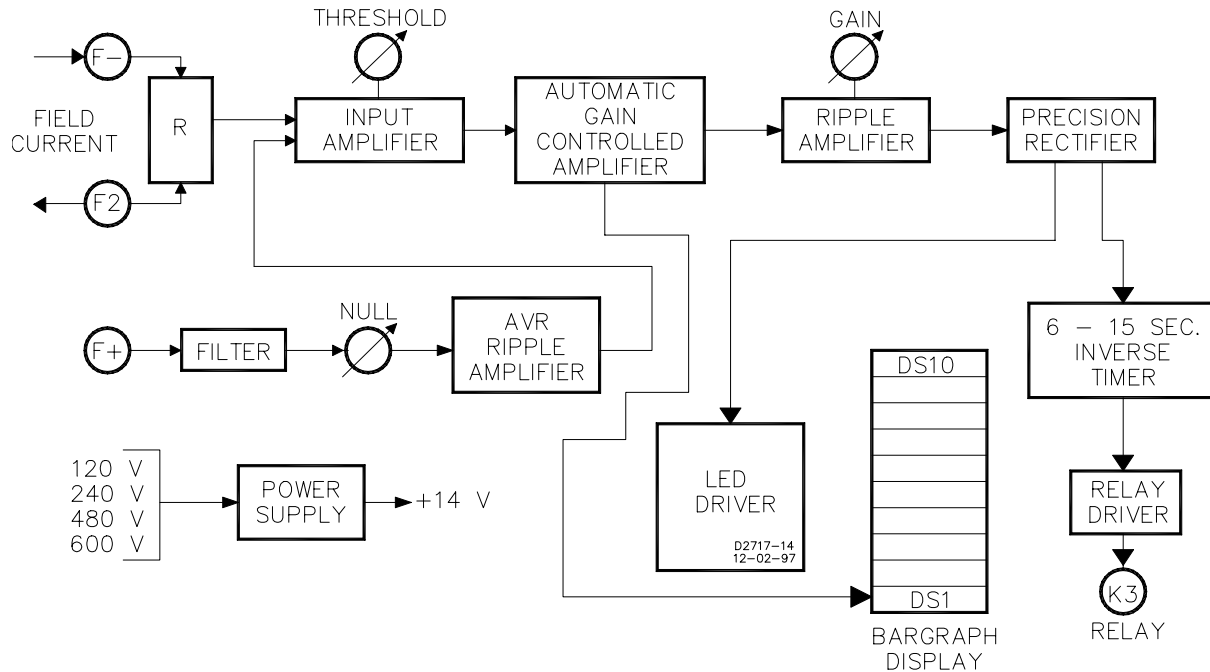 THRESHOLD
GAIN
F-
FIELD
CURRENT
R
INPUT
AMPLIFIER
AUTOMATIC
GAIN
CONTROLLED
AMPLIFIER
RIPPLE
AMPLIFIER
PRECISION
RECTIFIER
F2
F+
FILTER
NULL
AVR
RIPPLE
AMPLIFIER
6 - 15 SEC.
INVERSE
TIMER
DS10
120 V
240 V
480 V
600 V
POWER
SUPPLY
+14 V
LED
DRIVER
D2717-14
12-02-97
RELAY
DRIVER
DS1
K3
RELAY
BARGRAPH
DISPLAY